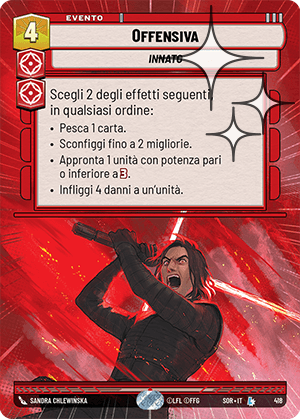 EVENTO
4
OFFENSIVA
INNATO
Scegli 2 degli effetti seguenti
in qualsiasi ordine:
• Pesca 1 carta.
• Sconfiggi fino a 2 migliorie.
• Appronta 1 unità con potenza pari
o inferiore a 3.
• Infliggi 4 danni a un'unità.
SANDRA CHLEWIŃSKA
©LFL ©FFG
SOR•IT
418